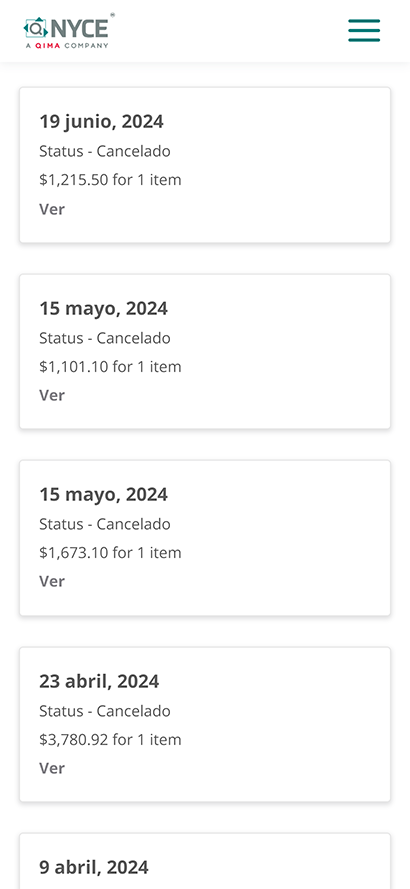 NYCE®
A QIMA COMPANY
19 junio, 2024
Status - Cancelado
$1,215.50 for 1 item
Ver
15 mayo, 2024
Status - Cancelado
$1,101.10 for 1 item
Ver
15 mayo, 2024
Status - Cancelado
$1,673.10 for 1 item
Ver
23 abril, 2024
Status - Cancelado
$3,780.92 for 1 item
Ver
9 abril, 2024